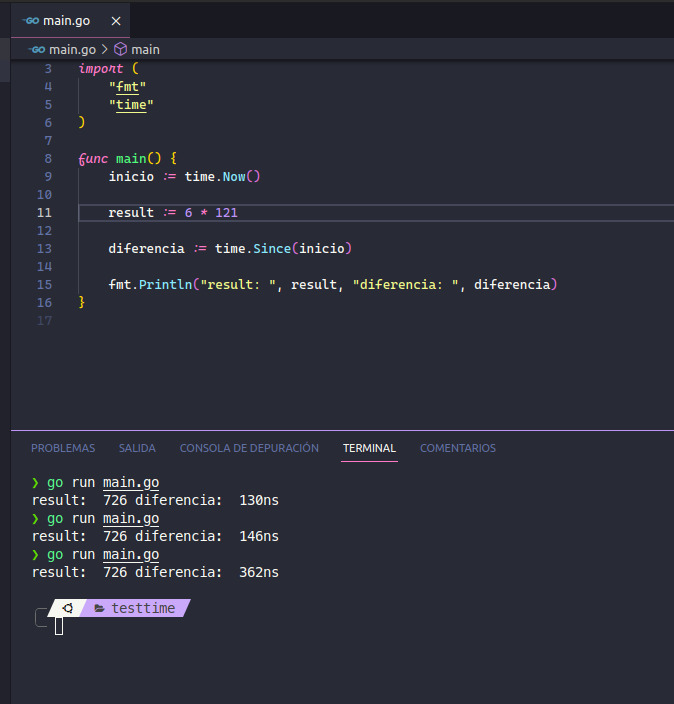 GO main.go ×
GO main.go > main
3 import (
4 "fmt"
5 "time"
6 )
7
8 func main() {
9 inicio := time.Now()
10
11 result := 6 * 121
12
13 diferencia := time.Since(inicio)
14
15 fmt.Println("result: ", result, "diferencia: ", diferencia)
16 }
17
PROBLEMAS SALIDA CONSOLA DE DEPURACIÓN TERMINAL COMENTARIOS
❯ go run main.go
result:  726 diferencia:  130ns
❯ go run main.go
result:  726 diferencia:  146ns
❯ go run main.go
result:  726 diferencia:  362ns
testtime